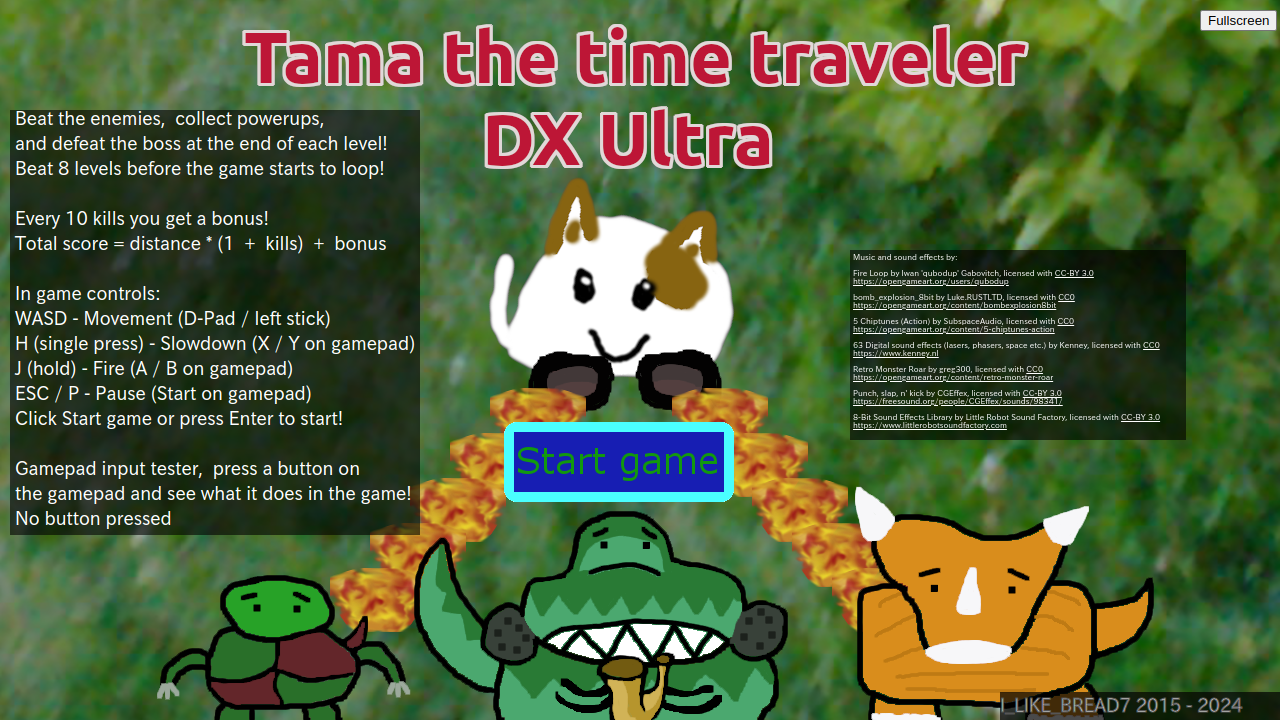 Fullscreen
Tama the time traveler
DX Ultra
Beat the enemies, collect powerups,
and defeat the boss at the end of each level!
Beat 8 levels before the game starts to loop!
Every 10 kills you get a bonus!
Total score = distance * (1 + kills) + bonus
In game controls:
WASD - Movement (D-Pad / left stick)
H (single press) - Slowdown (X / Y on gamepad)
J (hold) - Fire (A / B on gamepad)
ESC / P - Pause (Start on gamepad)
Click Start game or press Enter to start!
Gamepad input tester, press a button on
the gamepad and see what it does in the game!
No button pressed
Music and sound effects by:
Fire Loop by Iwan 'qubodup' Gabovitch, licensed with CC-BY 3.0
https://opengameart.org/users/qubodup
bomb_explosion_8bit by Luke.RUSTLTD, licensed with CC0
https://opengameart.org/content/bombexplosion8bit
5 Chiptunes (Action) by SubspaceAudio, licensed with CC0
https://opengameart.org/content/5-chiptunes-action
63 Digital sound effects (lasers, phasers, space etc.) by Kenney, licensed with CC0
https://www.kenney.nl
Retro Monster Roar by greg300, licensed with CC0
https://opengameart.org/content/retro-monster-roar
Punch, slap, n' kick by CGEffex, licensed with CC-BY 3.0
https://freesound.org/people/CGEffex/sounds/98341/
8-Bit Sound Effects Library by Little Robot Sound Factory, licensed with CC-BY 3.0
https://www.littlerobotsoundfactory.com
Start game
I_LIKE_BREAD7 2015 - 2024